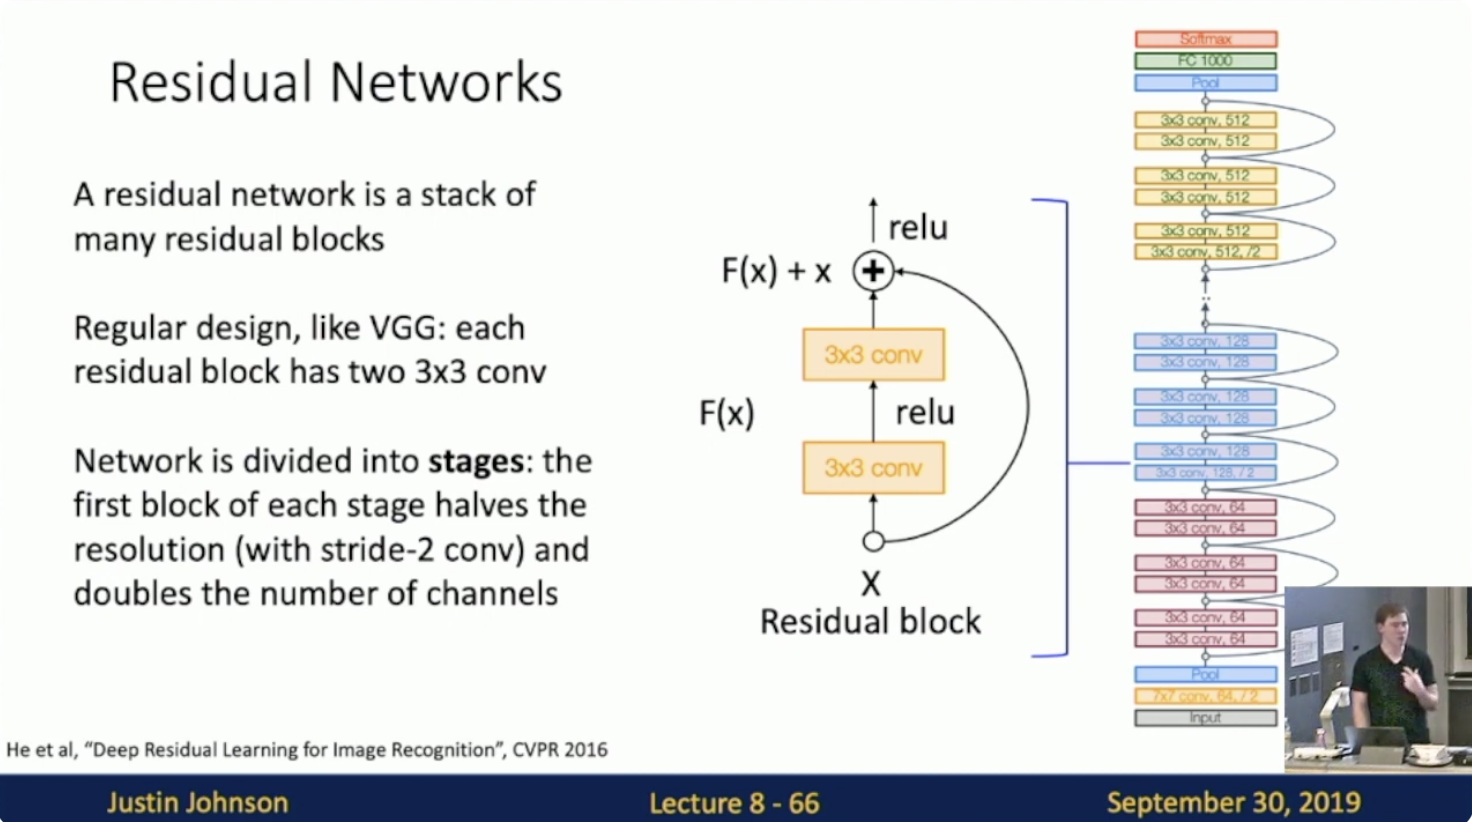 Residual Networks
A residual network is a stack of
many residual blocks
Regular design, like VGG: each
residual block has two 3x3 conv
Network is divided into stages: the
first block of each stage halves the
resolution (with stride-2 conv) and
doubles the number of channels
relu
F(x) + x
+
3x3 conv
F(x)
relu
3x3 conv
X
Residual block
Softmax
FC 1000
Pool
3x3 conv, 512
3x3 conv, 512
3x3 conv, 512
3x3 conv, 512
3x3 conv, 512
3x3 conv, 512, /2
..
3x3 conv, 128
3x3 conv, 128
3x3 conv, 128
3x3 conv, 128
3x3 conv, 128
3x3 conv, 128, / 2
3x3 conv, 64
3x3 conv, 64
3x3 conv, 64
3x3 conv, 64
3x3 conv, 64
3x3 conv, 64
Pool
7x7 conv, 64, / 2
Input
He et al, “Deep Residual Learning for Image Recognition”, CVPR 2016
Justin Johnson
Lecture 8 - 66
September 30, 2019